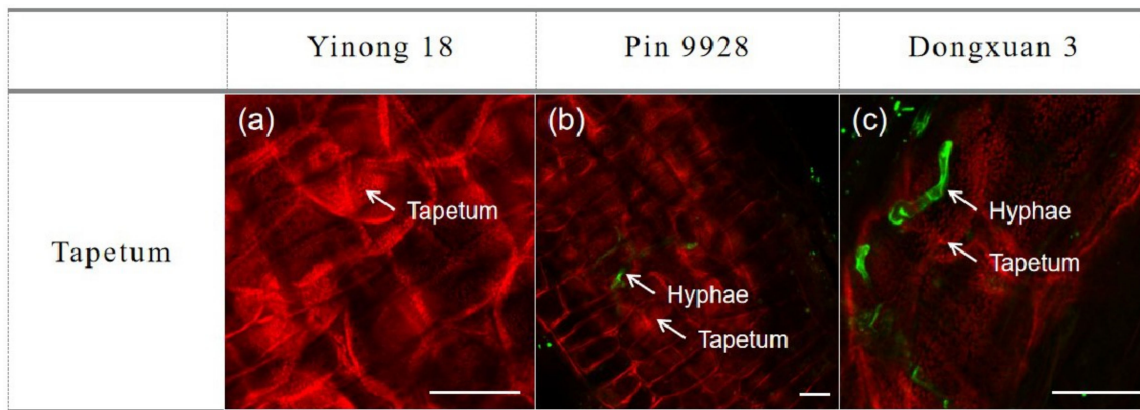 Yinong 18 Pin 9928 Dongxuan 3
Tapetum
(a)
Tapetum
(b)
Hyphae
Tapetum
(c)
Hyphae
Tapetum